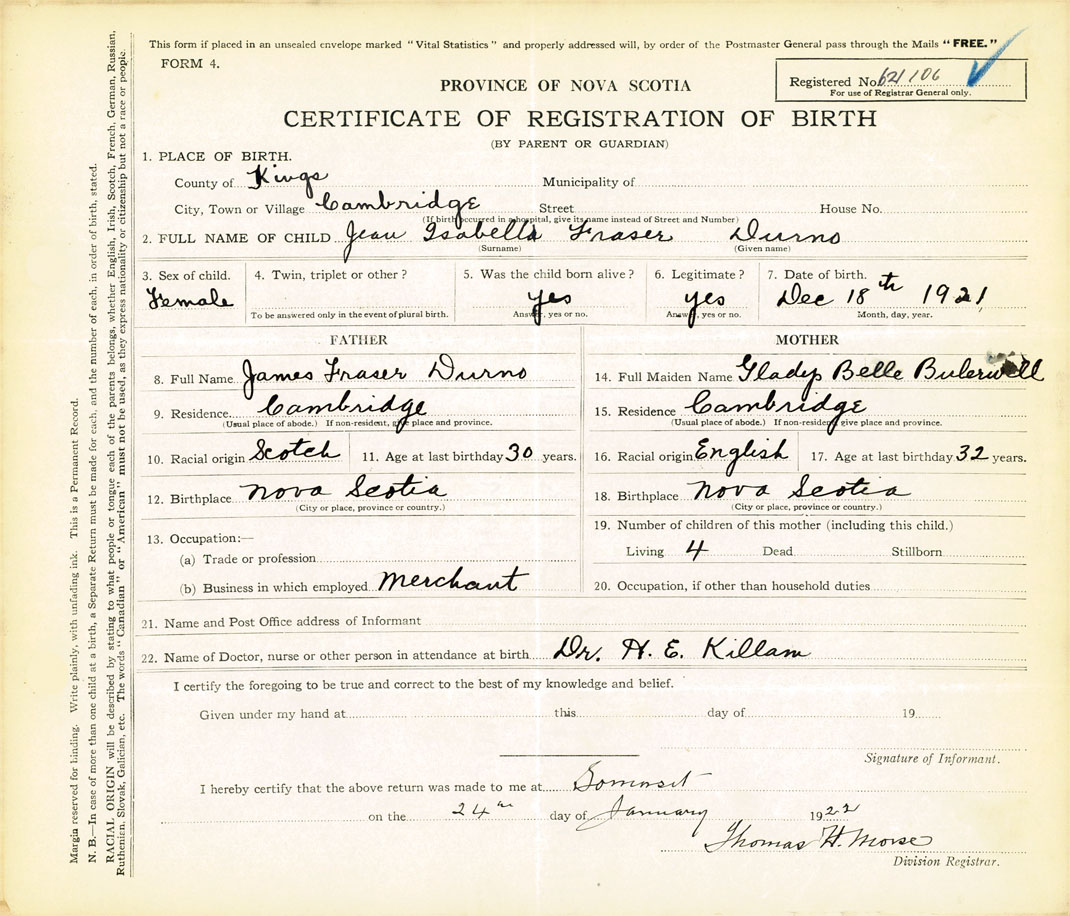 This form if placed in an unsealed envelope marked "Vital Statistics" and properly addressed will, by order of the Postmaster General pass through the Mails "FREE."
FORM 4.
Registered No. 621106
For use of Registrar General only.
PROVINCE OF NOVA SCOTIA
CERTIFICATE OF REGISTRATION OF BIRTH
(BY PARENT OR GUARDIAN)
1. PLACE OF BIRTH.
County of Kings Municipality of
City, Town or Village Cambridge Street House No.
(If birth occurred in a hospital, give its name instead of Street and Number)
2. FULL NAME OF CHILD Jean Isabella Fraser Durno
(Surname) (Given name)
3. Sex of child. 4. Twin, triplet or other? 5. Was the child born alive? 6. Legitimate? 7. Date of birth.
Female yes yes Dec 18th 1921
To be answered only in the event of plural birth. Answer, yes or no. Answer, yes or no. Month, day, year.
FATHER
8. Full Name James Fraser Durno
9. Residence Cambridge
(Usual place of abode.) If non-resident, give place and province.
10. Racial origin Scotch 11. Age at last birthday 30 years.
12. Birthplace Nova Scotia
(City or place, province or country.)
13. Occupation:—
(a) Trade or profession
(b) Business in which employed Merchant
MOTHER
14. Full Maiden Name Gladys Belle
15. Residence Cambridge
(Usual place of abode.) If non-resident, give place and province.
16. Racial origin English 17. Age at last birthday 32 years.
18. Birthplace Nova Scotia
(City or place, province or country.)
19. Number of children of this mother (including this child.)
Living 4 Dead Stillborn
20. Occupation, if other than household duties
21. Name and Post Office address of Informant
22. Name of Doctor, nurse or other person in attendance at birth Dr. H. E. Killam
I certify the foregoing to be true and correct to the best of my knowledge and belief.
Given under my hand at this day of 19
Signature of Informant.
I hereby certify that the above return was made to me at Somerset
on the 24th day of January 1922
Thomas H. Morse
Division Registrar.
Margin reserved for binding. Write plainly, with unfading ink. This is a Permanent Record.
N. B.—In case of more than one child at a birth, a Separate Return must be made for each, and the number of each, in order of birth, stated.
RACIAL ORIGIN will be described by stating to what people or tongue each of the parents belongs, whether English, Irish, Scotch, French, German, Russian,
Ruthenian, Slovak, Galician, etc. The words "Canadian" or "American" must not be used, as they express nationality or citizenship but not a race or people.